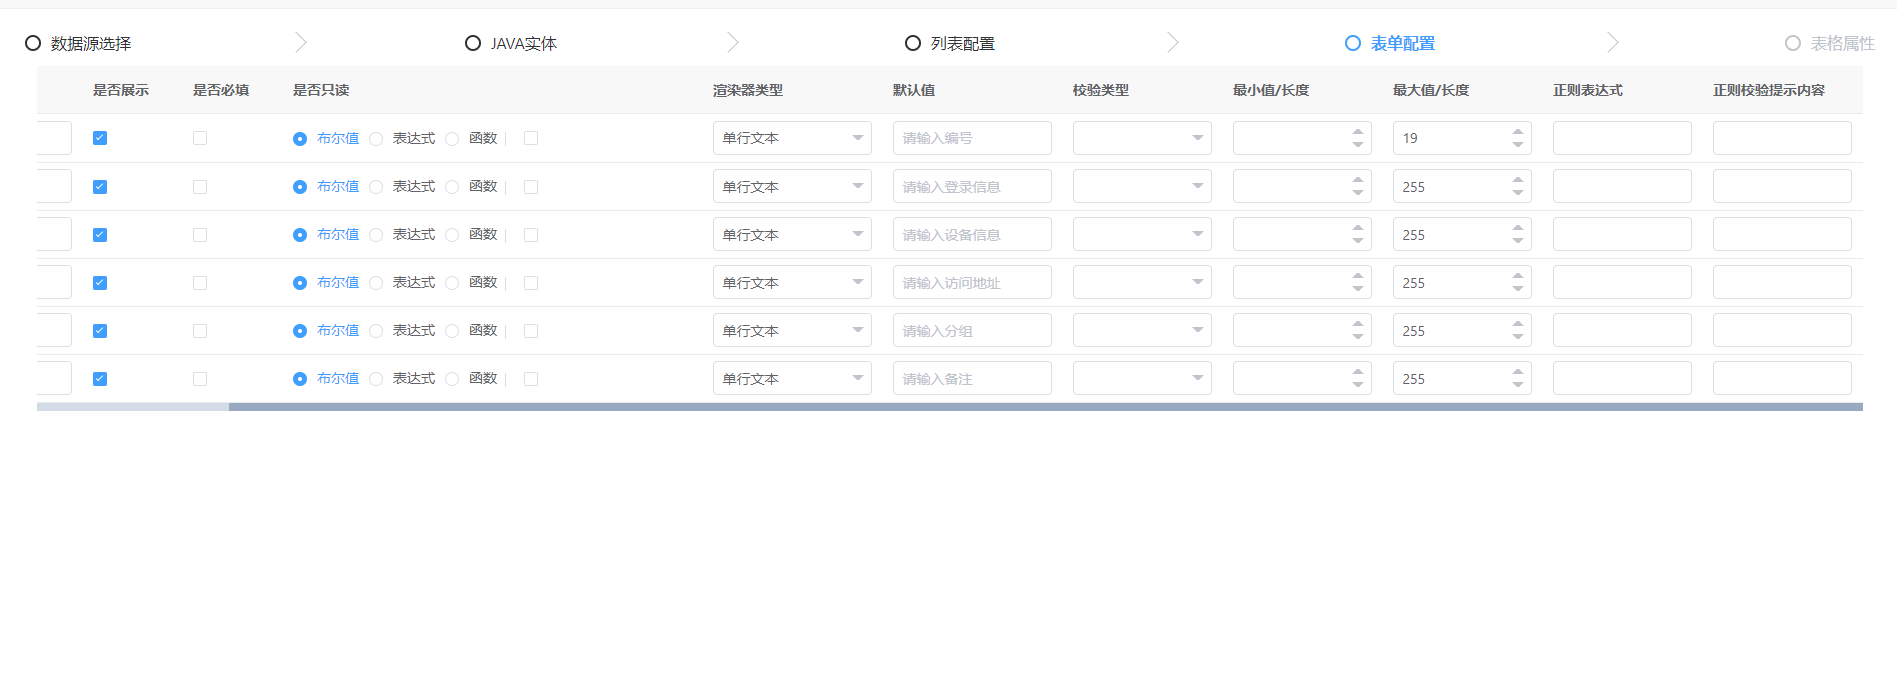 数据源选择 JAVA实体 列表配置 表单配置 表格属性
是否展示 是否必填 是否只读 渲染器类型 默认值 校验类型 最小值/长度 最大值/长度 正则表达式 正则校验提示内容
布尔值 表达式 函数 单行文本 请输入编号 19
布尔值 表达式 函数 单行文本 请输入登录信息 255
布尔值 表达式 函数 单行文本 请输入设备信息 255
布尔值 表达式 函数 单行文本 请输入访问地址 255
布尔值 表达式 函数 单行文本 请输入分组 255
布尔值 表达式 函数 单行文本 请输入备注 255